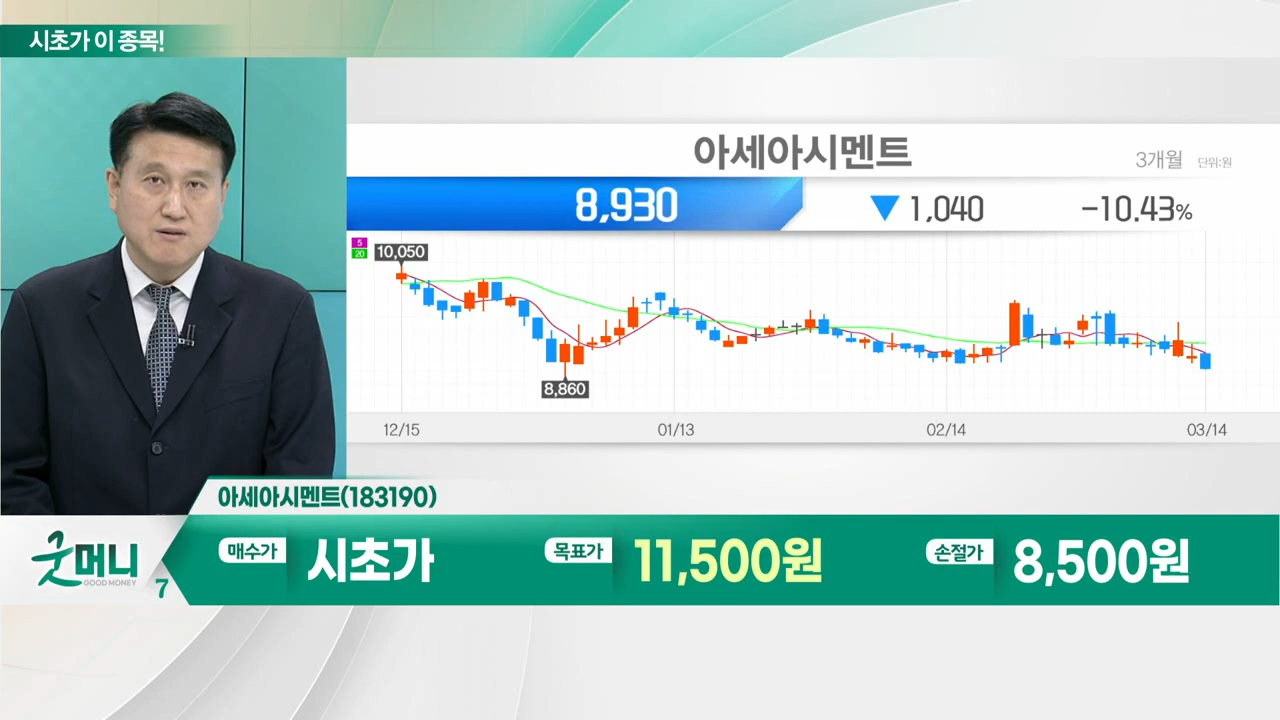 시초가 이 종목!
아세아시멘트
3개월 단위:원
8,930 ▼ 1,040 -10.43%
5
20
10,050
8,860
12/15 01/13 02/14 03/14
아세아시멘트(183190)
굿머니
GOOD MONEY
7
매수가 시초가 목표가 11,500원 손절가 8,500원